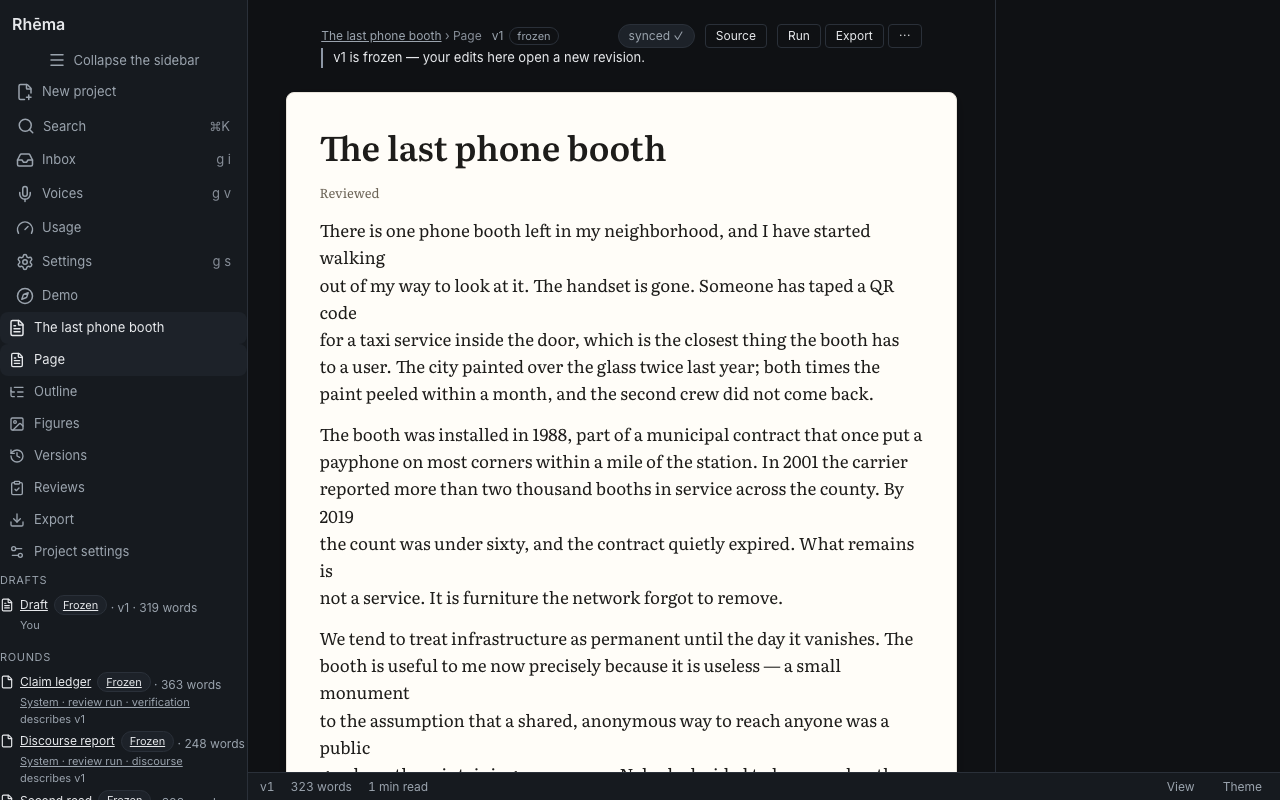 Rhēma
Collapse the sidebar
New project
Search ⌘K
Inbox g i
Voices g v
Usage
Settings g s
Demo
The last phone booth
Page
Outline
Figures
Versions
Reviews
Export
Project settings
DRAFTS
Draft Frozen · v1 · 319 words
You
ROUNDS
Claim ledger Frozen · 363 words
System · review run · verification
describes v1
Discourse report Frozen · 248 words
System · review run · discourse
describes v1
The last phone booth › Page v1 frozen synced ✓ Source Run Export ···
v1 is frozen — your edits here open a new revision.
The last phone booth
Reviewed
There is one phone booth left in my neighborhood, and I have started
walking
out of my way to look at it. The handset is gone. Someone has taped a QR
code
for a taxi service inside the door, which is the closest thing the booth has
to a user. The city painted over the glass twice last year; both times the
paint peeled within a month, and the second crew did not come back.
The booth was installed in 1988, part of a municipal contract that once put a
payphone on most corners within a mile of the station. In 2001 the carrier
reported more than two thousand booths in service across the county. By
2019
the count was under sixty, and the contract quietly expired. What remains
is
not a service. It is furniture the network forgot to remove.
We tend to treat infrastructure as permanent until the day it vanishes. The
booth is useful to me now precisely because it is useless — a small
monument
to the assumption that a shared, anonymous way to reach anyone was a
public
v1 323 words 1 min read View Theme